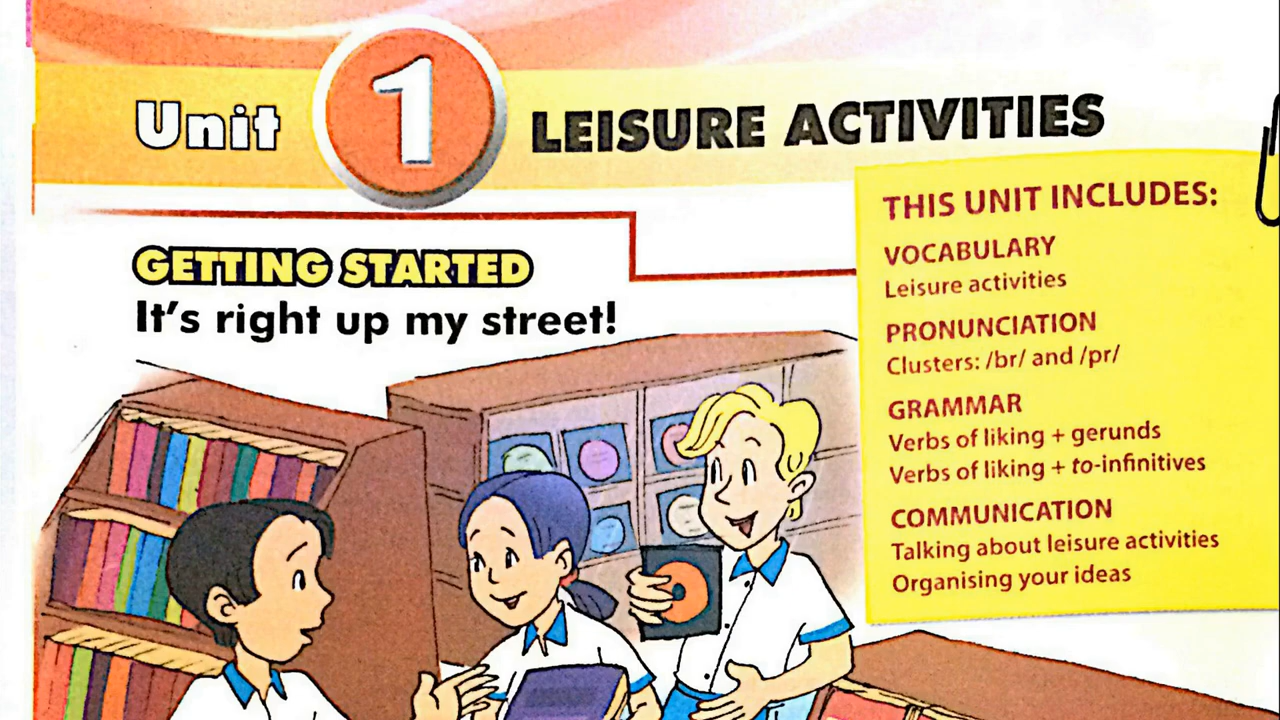 Unit 1 LEISURE ACTIVITIES
GETTING STARTED
It's right up my street!
THIS UNIT INCLUDES:
VOCABULARY
Leisure activities
PRONUNCIATION
Clusters: /br/ and /pr/
GRAMMAR
Verbs of liking + gerunds
Verbs of liking + to-infinitives
COMMUNICATION
Talking about leisure activities
Organising your ideas